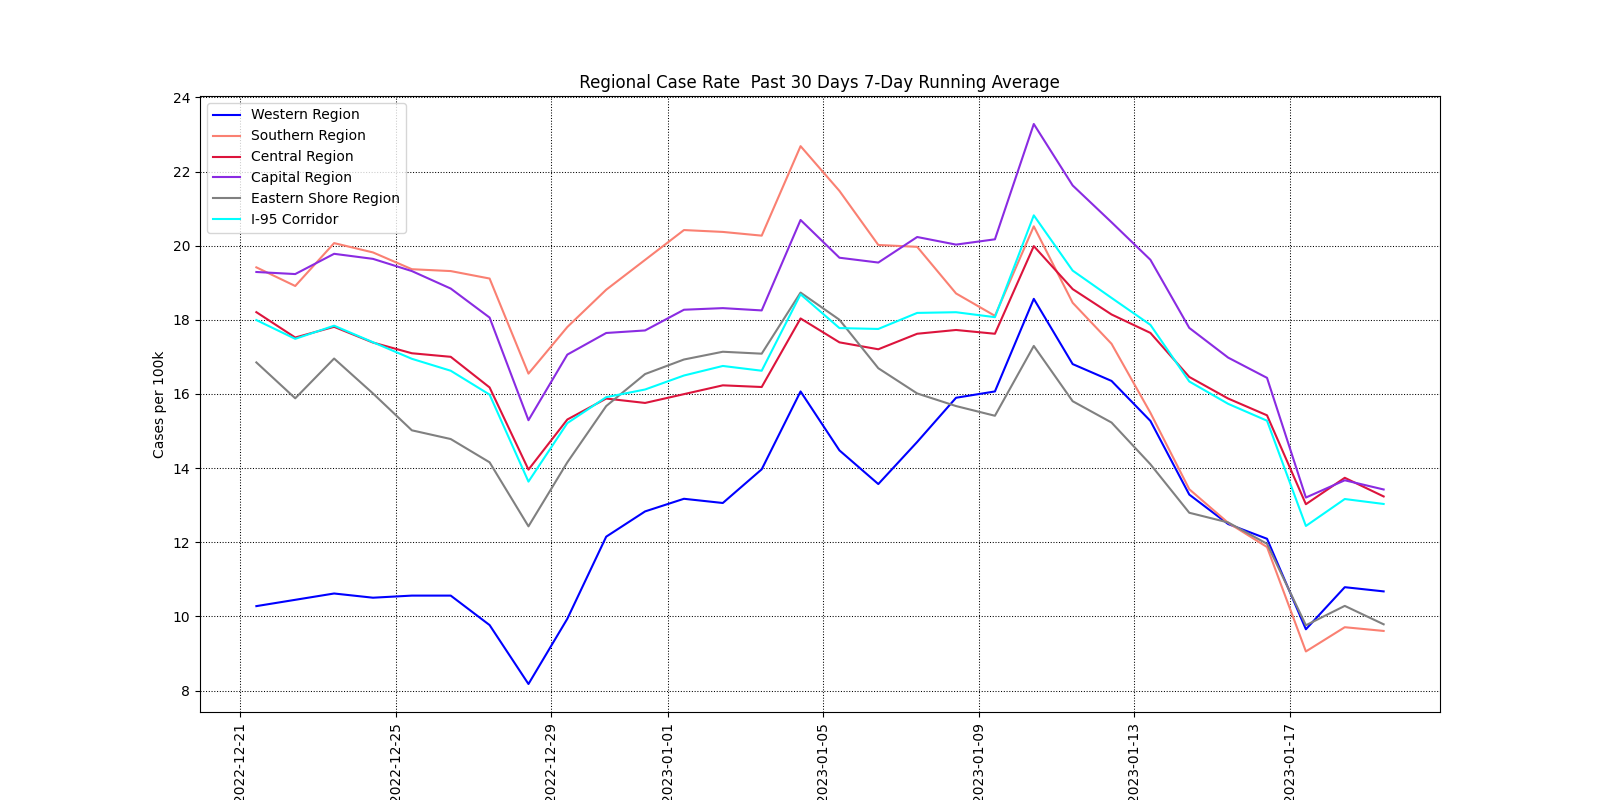 Regional Case Rate  Past 30 Days 7-Day Running Average
24
22
20
18
16
14
12
10
8
Cases per 100k
Western Region
Southern Region
Central Region
Capital Region
Eastern Shore Region
I-95 Corridor
2022-12-21
2022-12-25
2022-12-29
2023-01-01
2023-01-05
2023-01-09
2023-01-13
2023-01-17